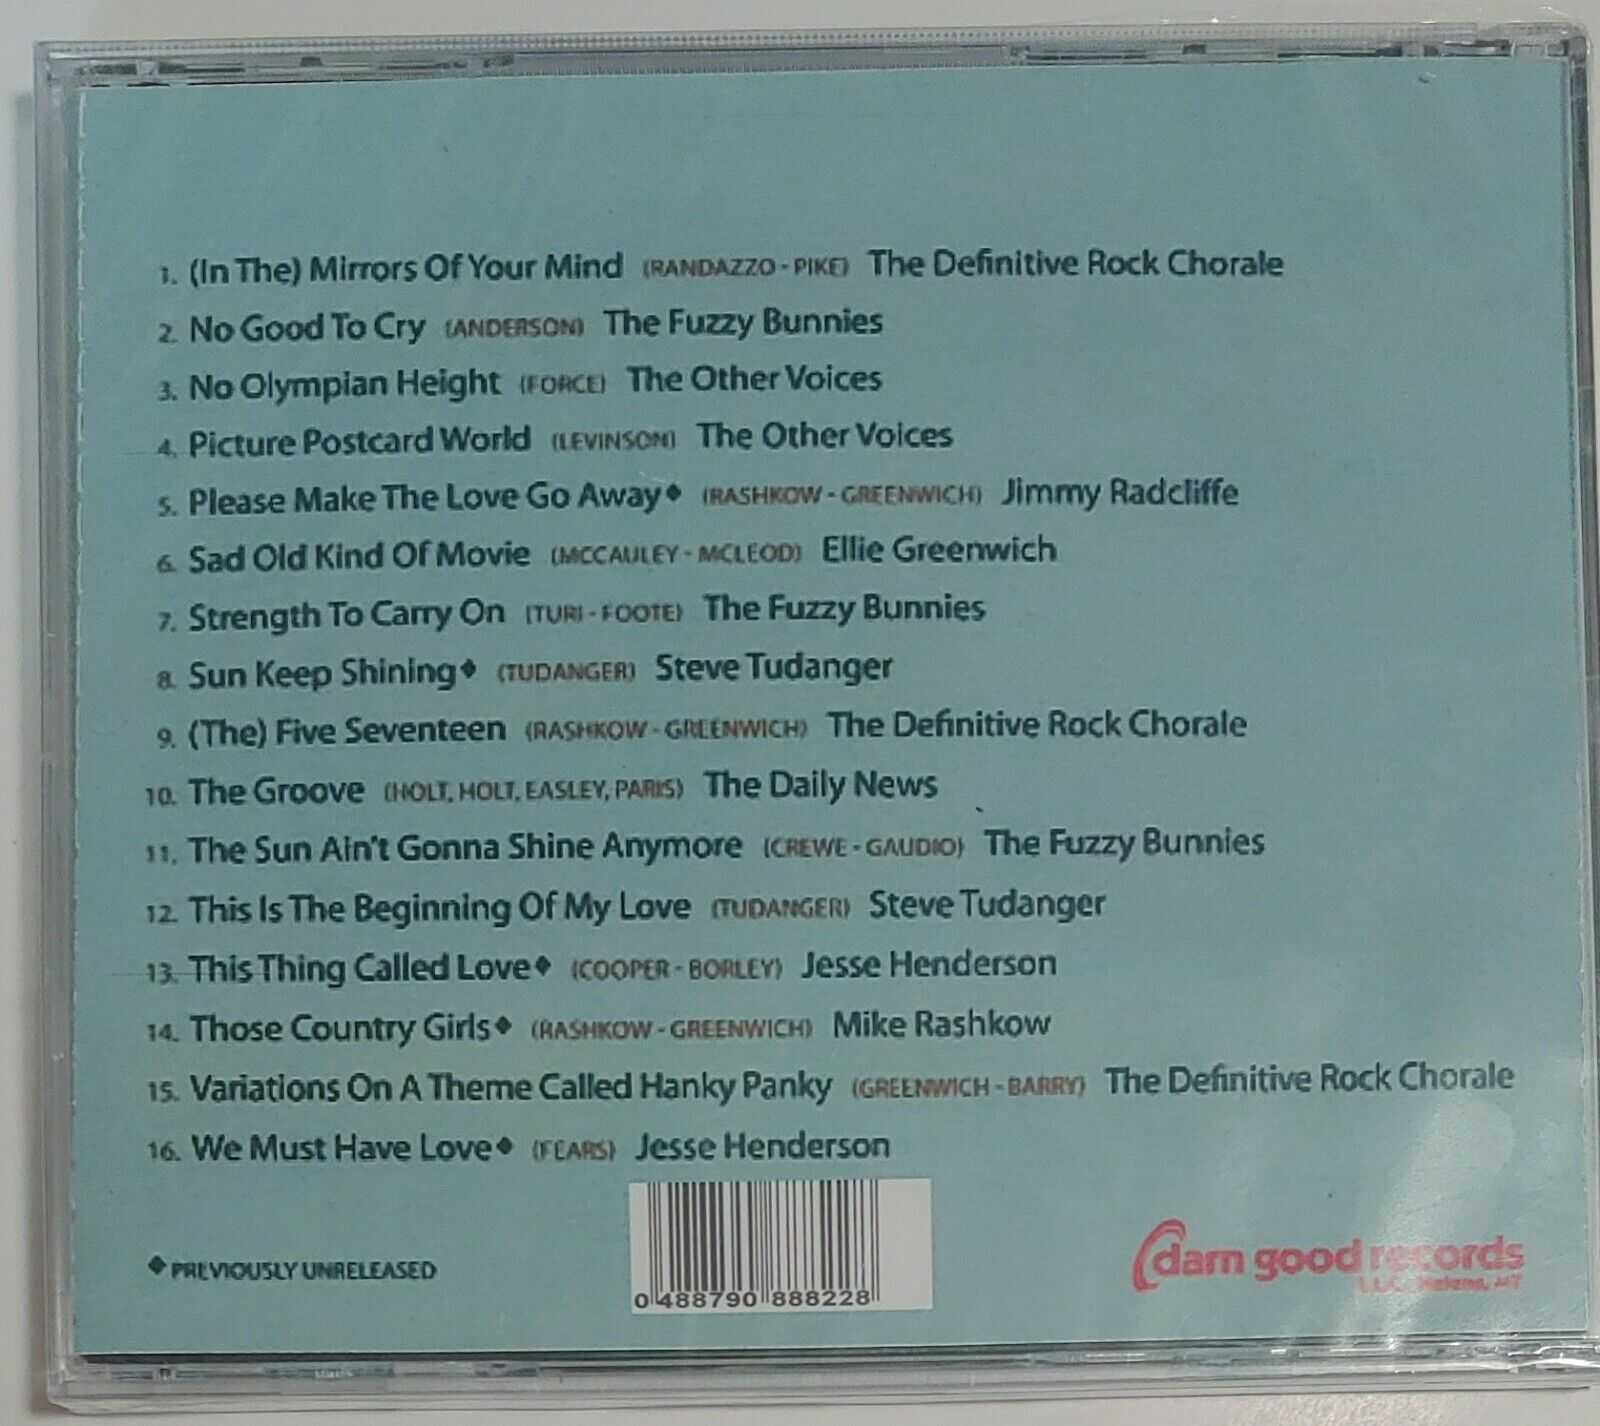 1. (In The) Mirrors Of Your Mind (RANDAZZO - PIKE) The Definitive Rock Chorale
2. No Good To Cry (ANDERSON) The Fuzzy Bunnies
3. No Olympian Height (FORCE) The Other Voices
4. Picture Postcard World (LEVINSON) The Other Voices
5. Please Make The Love Go Away◆ (RASHKOW - GREENWICH) Jimmy Radcliffe
6. Sad Old Kind Of Movie (MCCAULEY - MCLEOD) Ellie Greenwich
7. Strength To Carry On (TURI - FOOTE) The Fuzzy Bunnies
8. Sun Keep Shining◆ (TUDANGER) Steve Tudanger
9. (The) Five Seventeen (RASHKOW - GREENWICH) The Definitive Rock Chorale
10. The Groove (HOLT, HOLT, EASLEY, PARIS) The Daily News
11. The Sun Ain't Gonna Shine Anymore (CREWE - GAUDIO) The Fuzzy Bunnies
12. This Is The Beginning Of My Love (TUDANGER) Steve Tudanger
13. This Thing Called Love◆ (COOPER - BORLEY) Jesse Henderson
14. Those Country Girls◆ (RASHKOW - GREENWICH) Mike Rashkow
15. Variations On A Theme Called Hanky Panky (GREENWICH - BARRY) The Definitive Rock Chorale
16. We Must Have Love◆ (FEARS) Jesse Henderson
◆ PREVIOUSLY UNRELEASED
0 488790 888228
darn good records
L.L.C. Helena, MT